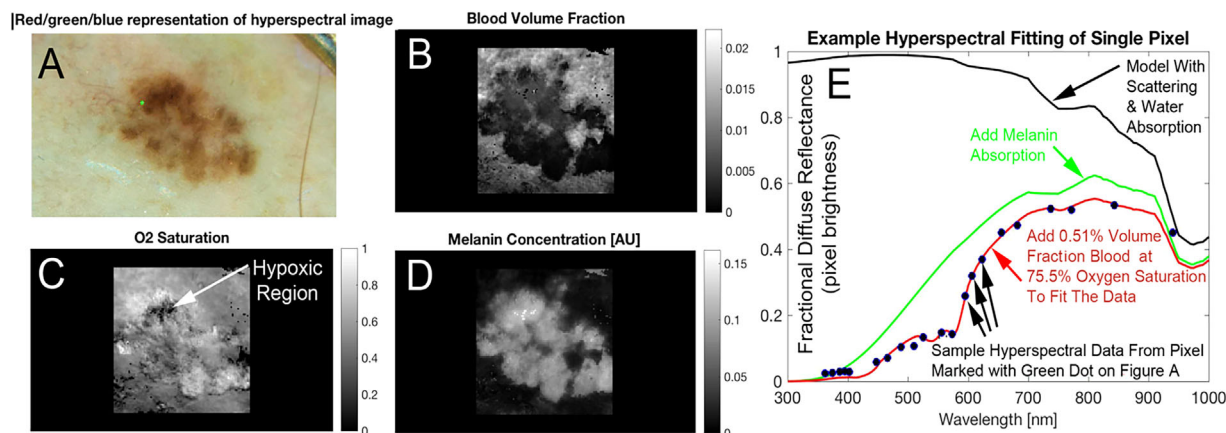 |Red/green/blue representation of hyperspectral image
A
Blood Volume Fraction
B
0.02
0.015
0.01
0.005
0
O2 Saturation
C
Hypoxic
Region
1
0.8
0.6
0.4
0.2
0
Melanin Concentration [AU]
D
0.15
0.1
0.05
0
Example Hyperspectral Fitting of Single Pixel
E
Fractional Diffuse Reflectance
(pixel brightness)
1
0.8
0.6
0.4
0.2
0
Model With
Scattering
& Water
Absorption
Add Melanin
Absorption
Add 0.51% Volume
Fraction Blood at
75.5% Oxygen Saturation
To Fit The Data
Sample Hyperspectral Data From Pixel
Marked with Green Dot on Figure A
300 400 500 600 700 800 900 1000
Wavelength [nm]